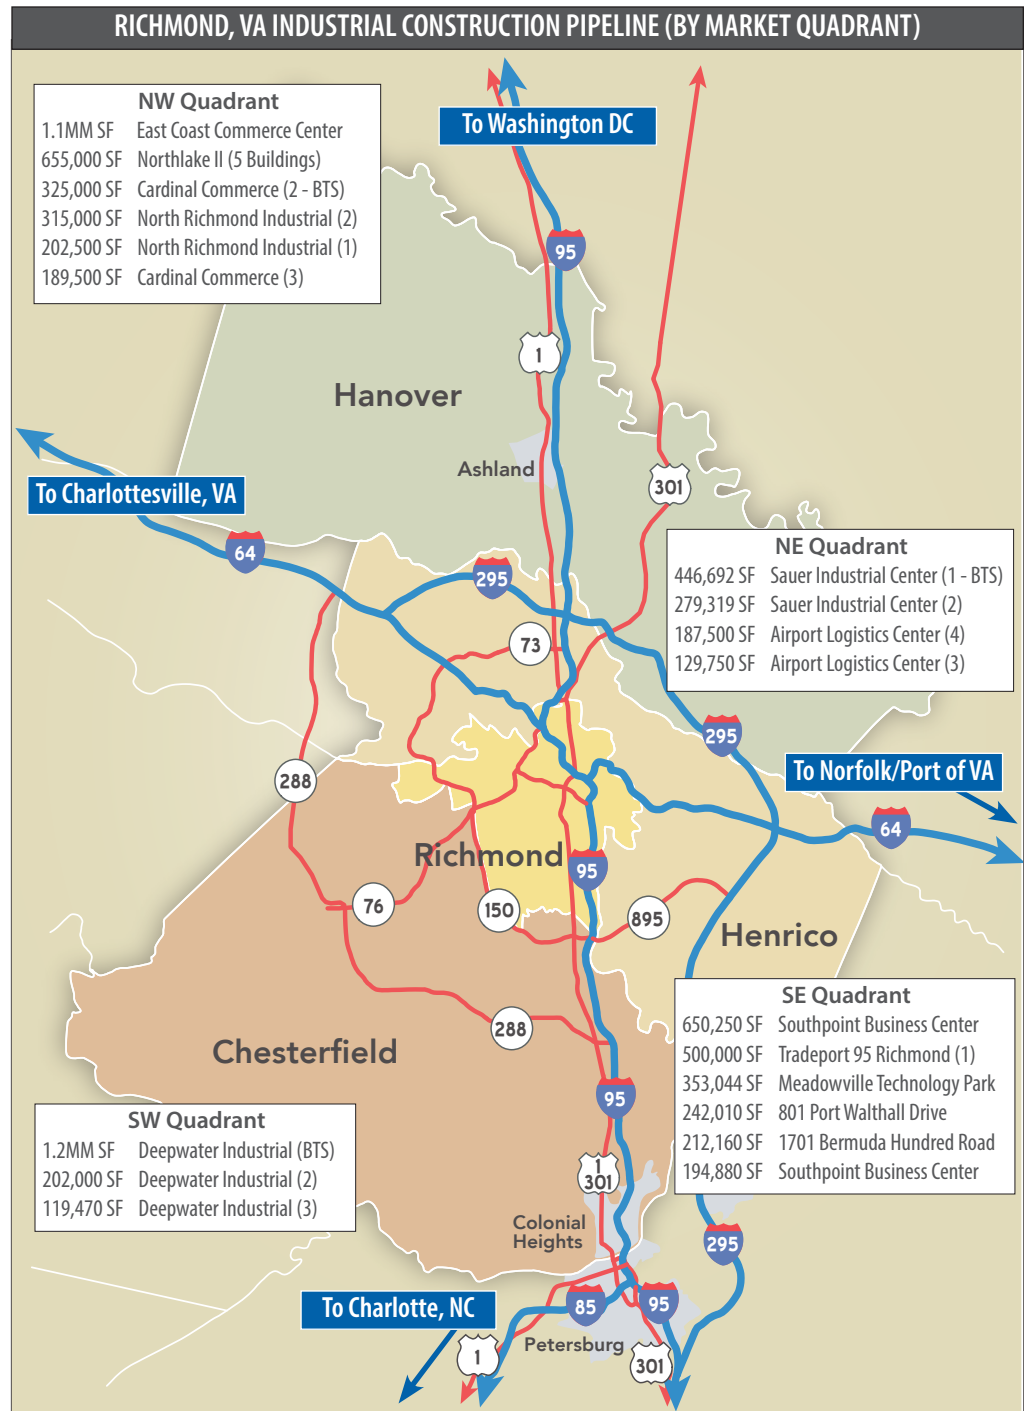 RICHMOND, VA INDUSTRIAL CONSTRUCTION PIPELINE (BY MARKET QUADRANT)
NW Quadrant
1.1MM SF East Coast Commerce Center
655,000 SF Northlake II (5 Buildings)
325,000 SF Cardinal Commerce (2 - BTS)
315,000 SF North Richmond Industrial (2)
202,500 SF North Richmond Industrial (1)
189,500 SF Cardinal Commerce (3)
To Washington DC
95
1
Hanover
Ashland
301
To Charlottesville, VA
64
295
NE Quadrant
446,692 SF Sauer Industrial Center (1 - BTS)
279,319 SF Sauer Industrial Center (2)
187,500 SF Airport Logistics Center (4)
129,750 SF Airport Logistics Center (3)
73
295
To Norfolk/Port of VA
288
64
Richmond
95
76
150
895
Henrico
SE Quadrant
650,250 SF Southpoint Business Center
500,000 SF Tradeport 95 Richmond (1)
353,044 SF Meadowville Technology Park
242,010 SF 801 Port Walthall Drive
212,160 SF 1701 Bermuda Hundred Road
194,880 SF Southpoint Business Center
288
Chesterfield
95
SW Quadrant
1.2MM SF Deepwater Industrial (BTS)
202,000 SF Deepwater Industrial (2)
119,470 SF Deepwater Industrial (3)
1
301
Colonial
Heights
295
To Charlotte, NC
85
95
Petersburg
1
301